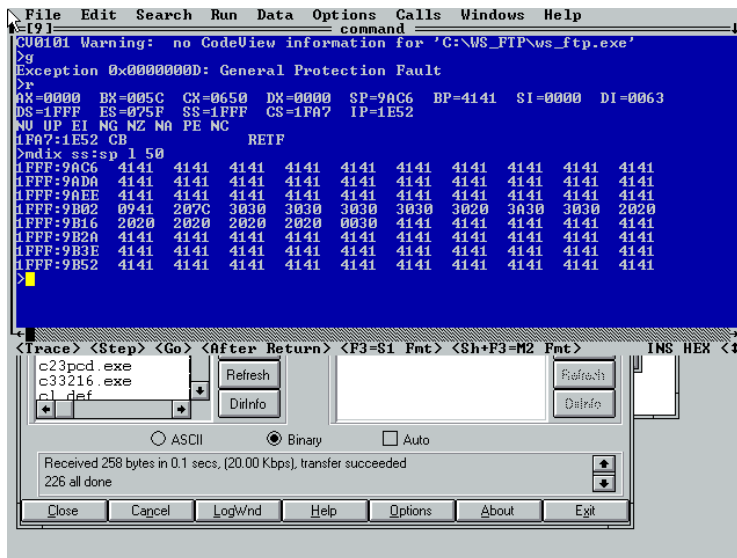 File Edit Search Run Data Options Calls Windows Help
[9] command
CV0101 Warning: no CodeView information for 'C:\WS_FTP\ws_ftp.exe'
>g
Exception 0x0000000D: General Protection Fault
>r
AX=0000 BX=005C CX=0650 DX=0000 SP=9AC6 BP=4141 SI=0000 DI=0063
DS=1FFF ES=075F SS=1FFF CS=1FA7 IP=1E52
NV UP EI NG NZ NA PE NC
1FA7:1E52 CB RETF
>mdix ss:sp l 50
1FFF:9AC6 4141 4141 4141 4141 4141 4141 4141 4141 4141 4141
1FFF:9ADA 4141 4141 4141 4141 4141 4141 4141 4141 4141 4141
1FFF:9AEE 4141 4141 4141 4141 4141 4141 4141 4141 4141 4141
1FFF:9B02 0941 207C 3030 3030 3030 3030 3020 3A30 3030 2020
1FFF:9B16 2020 2020 2020 2020 0030 4141 4141 4141 4141 4141
1FFF:9B2A 4141 4141 4141 4141 4141 4141 4141 4141 4141 4141
1FFF:9B3E 4141 4141 4141 4141 4141 4141 4141 4141 4141 4141
1FFF:9B52 4141 4141 4141 4141 4141 4141 4141 4141 4141 4141
>
<Trace> <Step> <Go> <After Return> <F3=S1 Fmt> <Sh+F3=M2 Fmt> INS HEX
c23pcd.exe
c33216.exe
cl.def
Refresh
DirInfo
Refresh
DirInfo
ASCII Binary Auto
Received 258 bytes in 0.1 secs, (20.00 Kbps), transfer succeeded
226 all done
Close Cancel LogWnd Help Options About Exit